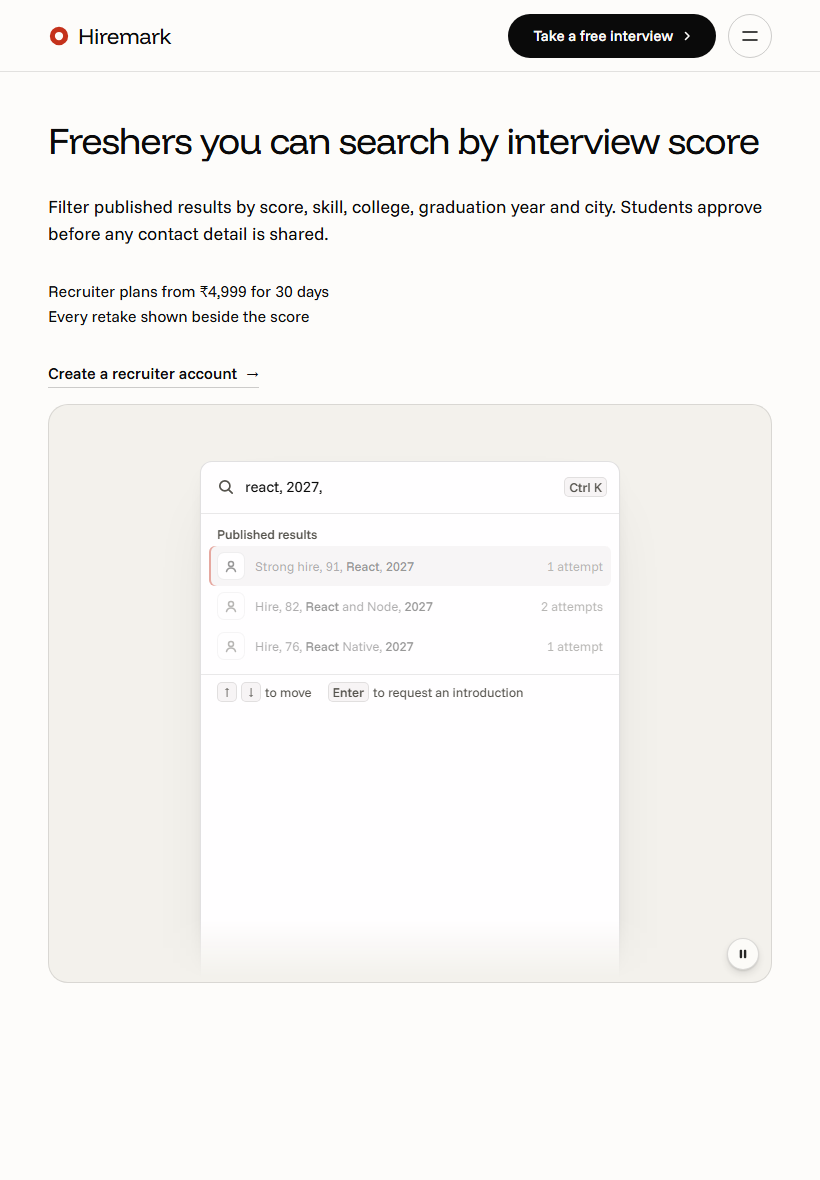 Hiremark
Take a free interview
Freshers you can search by interview score
Filter published results by score, skill, college, graduation year and city. Students approve
before any contact detail is shared.
Recruiter plans from ₹4,999 for 30 days
Every retake shown beside the score
Create a recruiter account →
react, 2027,
Ctrl K
Published results
Strong hire, 91, React, 2027
1 attempt
Hire, 82, React and Node, 2027
2 attempts
Hire, 76, React Native, 2027
1 attempt
↑ ↓ to move Enter to request an introduction